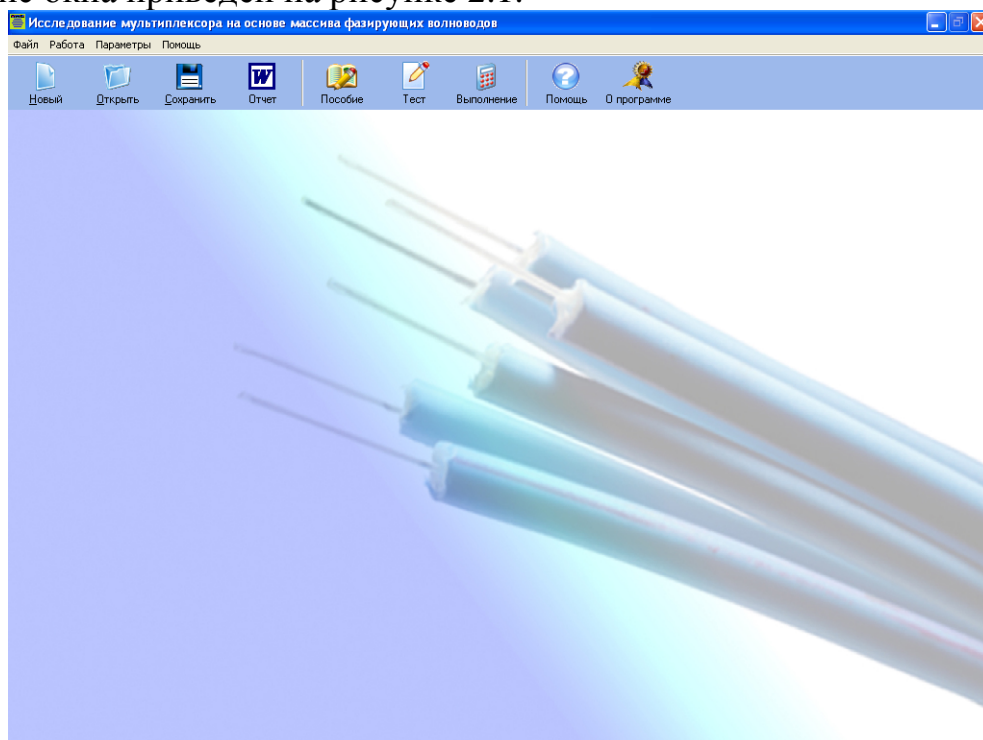 не окна приведен на рисунке 2.1.
Исследование мультиплексора на основе массива фазирующих волноводов
Файл Работа Параметры Помощь
Новый Открыть Сохранить Отчет Пособие Тест Выполнение Помощь О программе